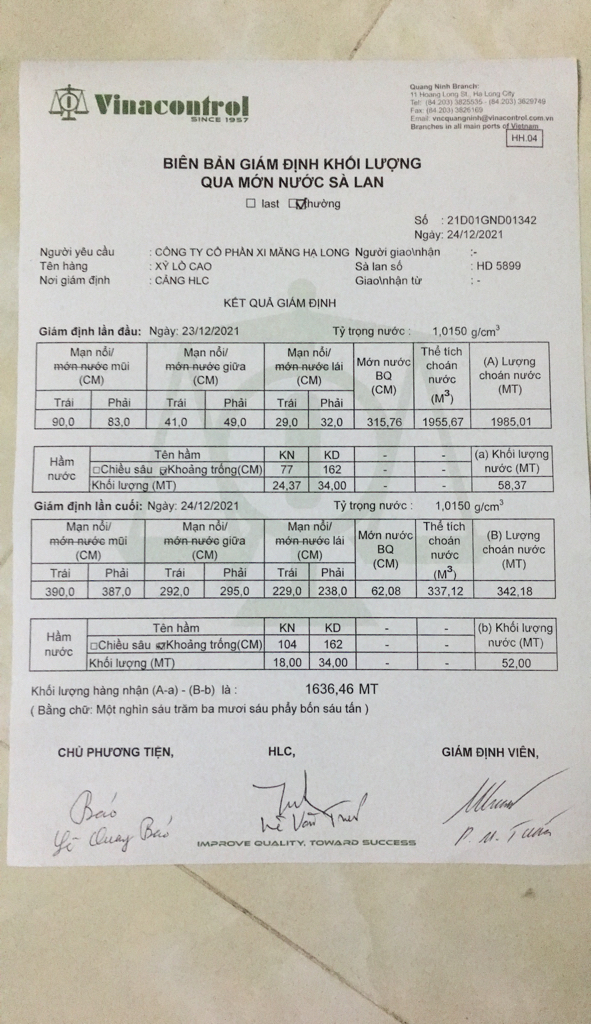 Vinacontrol
SINCE 1957
Quang Ninh Branch:
11 Hoang Long St., Ha Long City
Tel: (84.203) 3825535 - (84.203) 3829749
Fax: (84.203) 3826169
Email: vncquangninh@vinacontrol.com.vn
Branches in all main ports of Vietnam
HH.04
BIÊN BẢN GIÁM ĐỊNH KHỐI LƯỢNG
QUA MỚN NƯỚC SÀ LAN
☐ last ☑Thường
Số : 21D01GND01342
Ngày: 24/12/2021
Người yêu cầu : CÔNG TY CỔ PHẦN XI MĂNG HẠ LONG Người giao\nhận :-
Tên hàng : XỶ LÒ CAO Sà lan số : HD 5899
Nơi giám định : CẢNG HLC Giao\nhận từ : -
KẾT QUẢ GIÁM ĐỊNH
Giám định lần đầu: Ngày: 23/12/2021 Tỷ trọng nước : 1,0150 g/cm³
Mạn nổi/ mớn nước mũi (CM) Mạn nổi/ mớn nước giữa (CM) Mạn nổi/ mớn nước lái (CM) Mớn nước BQ (CM) Thể tích choán nước (M³) (A) Lượng choán nước (MT)
Trái Phải Trái Phải Trái Phải
90,0 83,0 41,0 49,0 29,0 32,0 315,76 1955,67 1985,01
Hầm nước Tên hầm KN KD - - (a) Khối lượng nước (MT)
☐Chiều sâu ☑Khoảng trống(CM) 77 162 - -
Khối lượng (MT) 24,37 34,00 - - 58,37
Giám định lần cuối: Ngày: 24/12/2021 Tỷ trọng nước : 1,0150 g/cm³
Mạn nổi/ mớn nước mũi (CM) Mạn nổi/ mớn nước giữa (CM) Mạn nổi/ mớn nước lái (CM) Mớn nước BQ (CM) Thể tích choán nước (M³) (B) Lượng choán nước (MT)
Trái Phải Trái Phải Trái Phải
390,0 387,0 292,0 295,0 229,0 238,0 62,08 337,12 342,18
Hầm nước Tên hầm KN KD - - (b) Khối lượng nước (MT)
☐Chiều sâu ☑Khoảng trống(CM) 104 162 - -
Khối lượng (MT) 18,00 34,00 - - 52,00
Khối lượng hàng nhận (A-a) - (B-b) là : 1636,46 MT
( Bằng chữ: Một nghìn sáu trăm ba mươi sáu phẩy bốn sáu tấn )
CHỦ PHƯƠNG TIỆN, HLC, GIÁM ĐỊNH VIÊN,
Bảo
Quang Bảo
Lê Văn
IMPROVE QUALITY, TOWARD SUCCESS